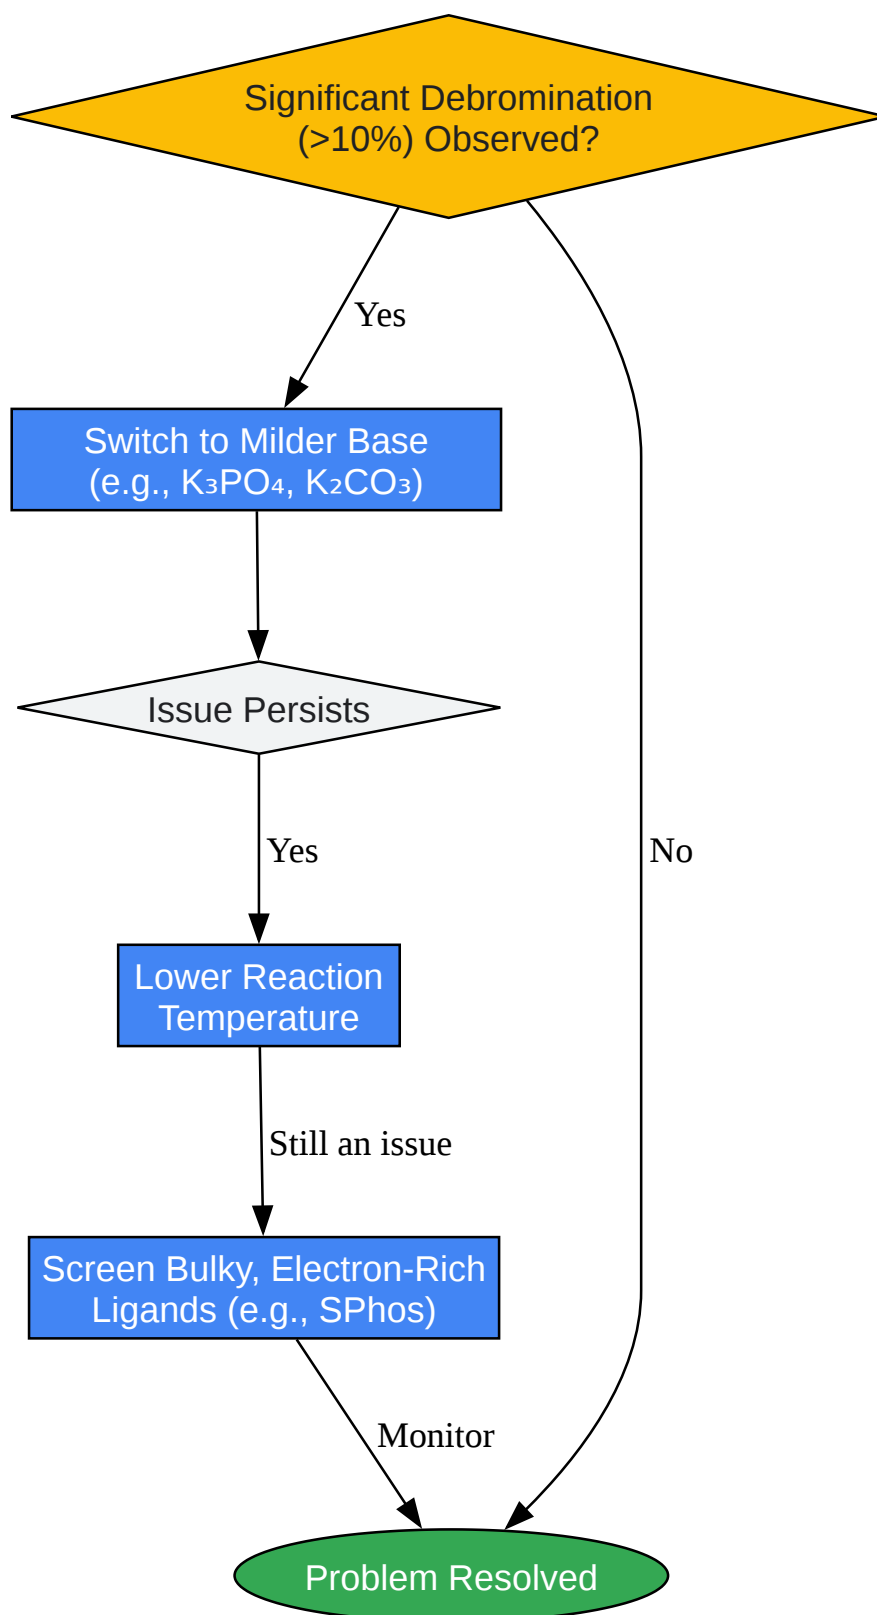 Significant Debromination
(>10%) Observed?
Yes
Switch to Milder Base
(e.g., K₃PO₄, K₂CO₃)
Issue Persists
Yes
No
Lower Reaction
Temperature
Still an issue
Screen Bulky, Electron-Rich
Ligands (e.g., SPhos)
Monitor
Problem Resolved